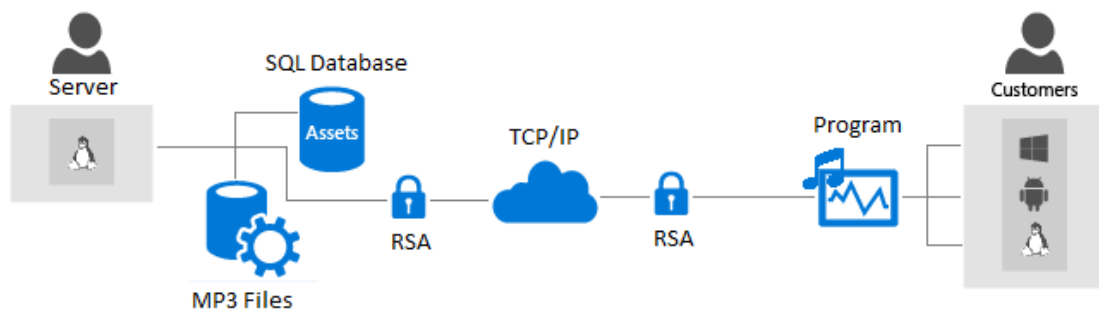 Server
SQL Database
Assets
MP3 Files
RSA
TCP/IP
RSA
Program
Customers